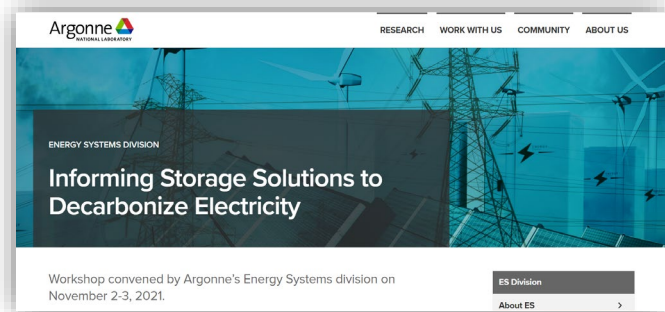 Argonne
NATIONAL LABORATORY
RESEARCH WORK WITH US COMMUNITY ABOUT US
ENERGY SYSTEMS DIVISION
Informing Storage Solutions to
Decarbonize Electricity
Workshop convened by Argonne's Energy Systems division on
November 2-3, 2021.
ES Division
About ES >